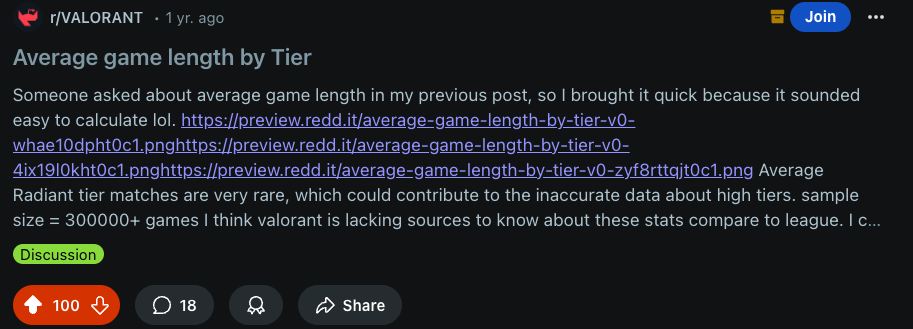 r/VALORANT • 1 yr. ago
Join
Average game length by Tier
Someone asked about average game length in my previous post, so I brought it quick because it sounded
easy to calculate lol. https://preview.redd.it/average-game-length-by-tier-v0-
whae10dpht0c1.pnghttps://preview.redd.it/average-game-length-by-tier-v0-
4ix19l0kht0c1.pnghttps://preview.redd.it/average-game-length-by-tier-v0-zyf8rttqjt0c1.png Average
Radiant tier matches are very rare, which could contribute to the inaccurate data about high tiers. sample
size = 300000+ games I think valorant is lacking sources to know about these stats compare to league. I c...
Discussion
100
18
Share